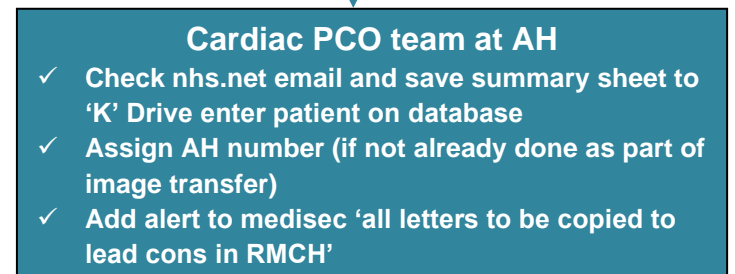 Cardiac PCO team at AH
✓ Check nhs.net email and save summary sheet to
‘K’ Drive enter patient on database
✓ Assign AH number (if not already done as part of
image transfer)
✓ Add alert to medisec ‘all letters to be copied to
lead cons in RMCH’